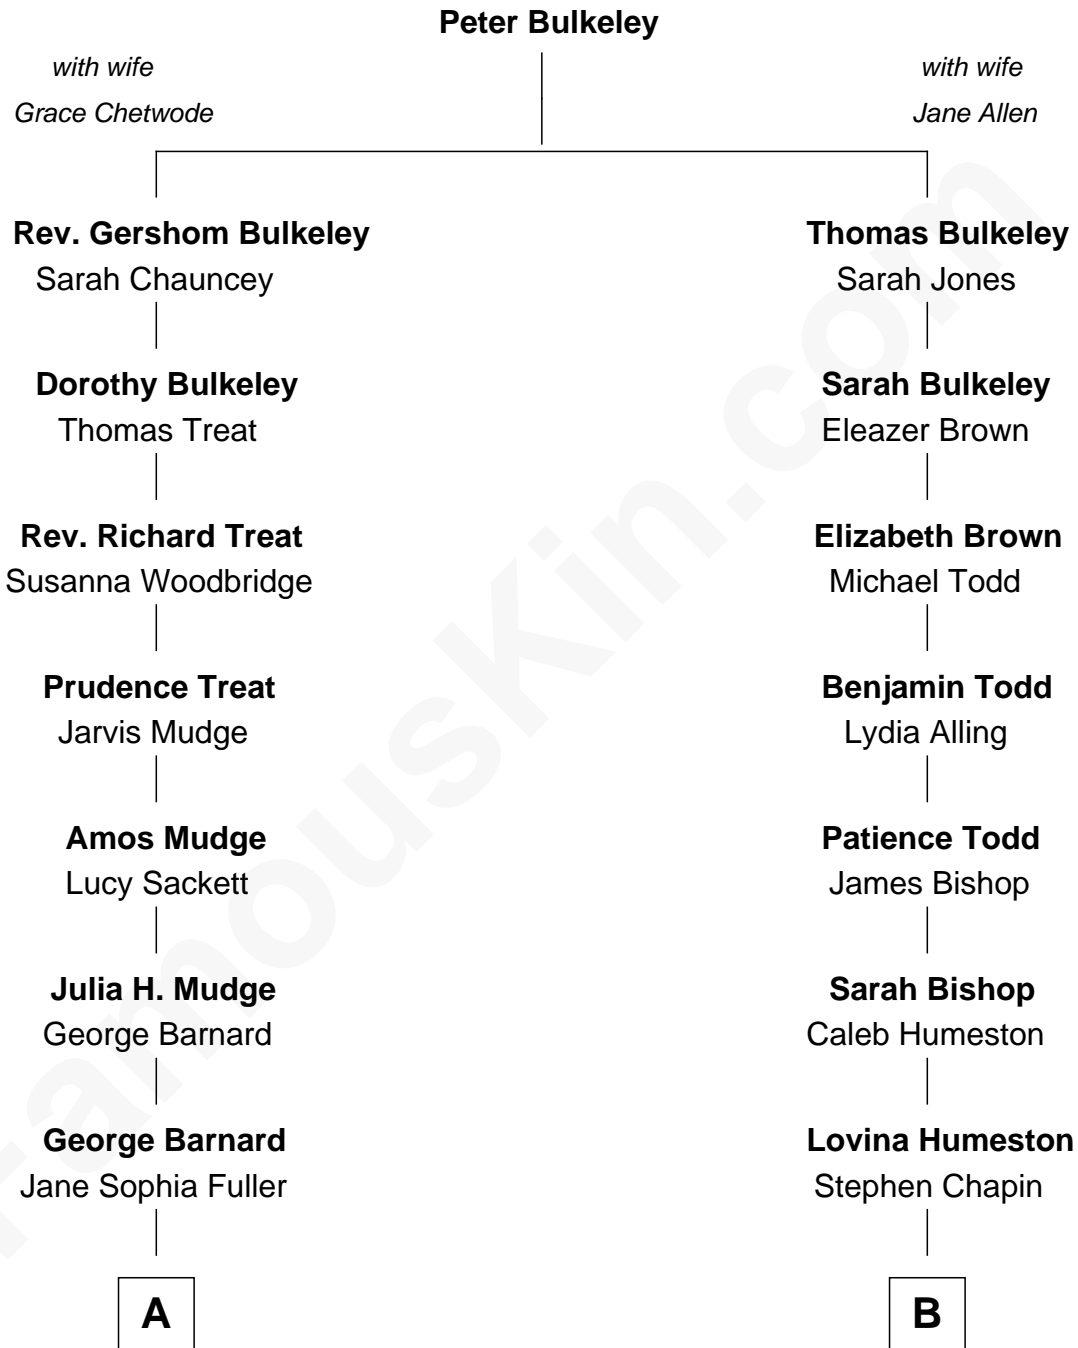 Peter Bulkeley
with wife
Grace Chetwode
with wife
Jane Allen
Rev. Gershom Bulkeley
Sarah Chauncey
Thomas Bulkeley
Sarah Jones
Dorothy Bulkeley
Thomas Treat
Sarah Bulkeley
Eleazer Brown
Rev. Richard Treat
Susanna Woodbridge
Elizabeth Brown
Michael Todd
Prudence Treat
Jarvis Mudge
Benjamin Todd
Lydia Alling
Amos Mudge
Lucy Sackett
Patience Todd
James Bishop
Julia H. Mudge
George Barnard
Sarah Bishop
Caleb Humeston
George Barnard
Jane Sophia Fuller
Lovina Humeston
Stephen Chapin
A
B
FamousKin.com